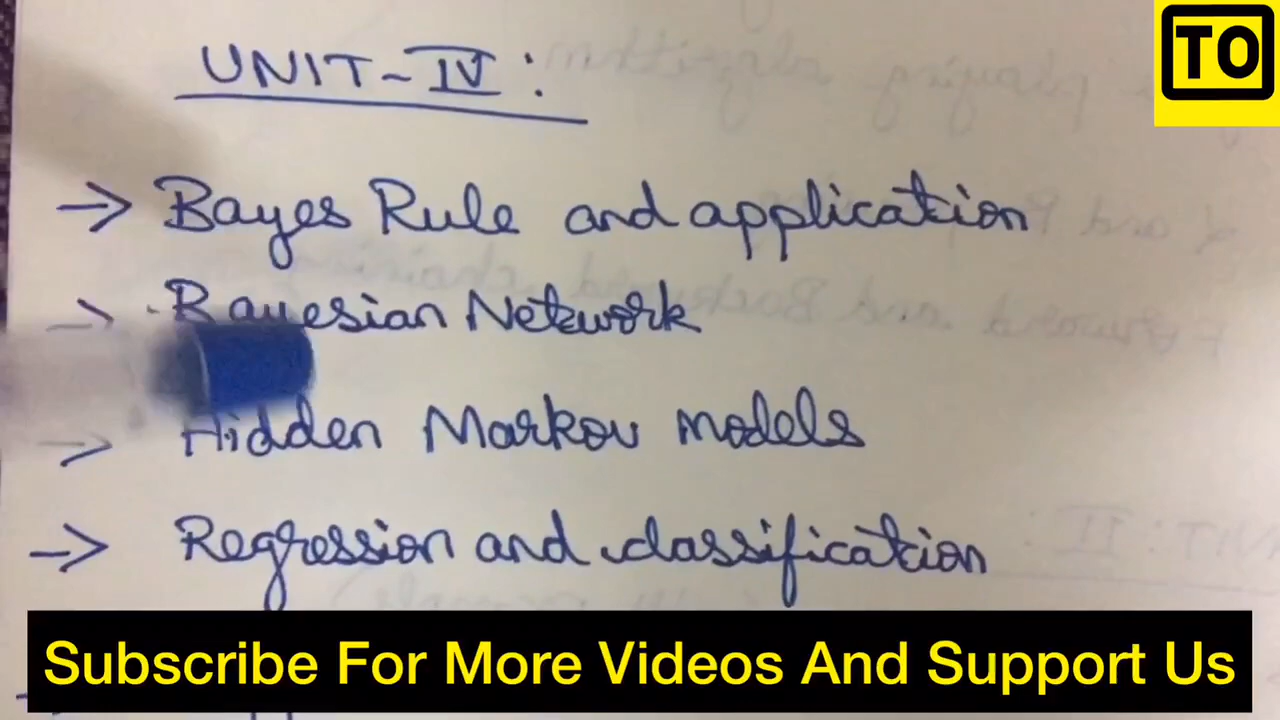 UNIT-IV:
TO
→ Bayes Rule and application
→ Bayesian Network
→ Hidden Markov models
→ Regression and classification
Subscribe For More Videos And Support Us